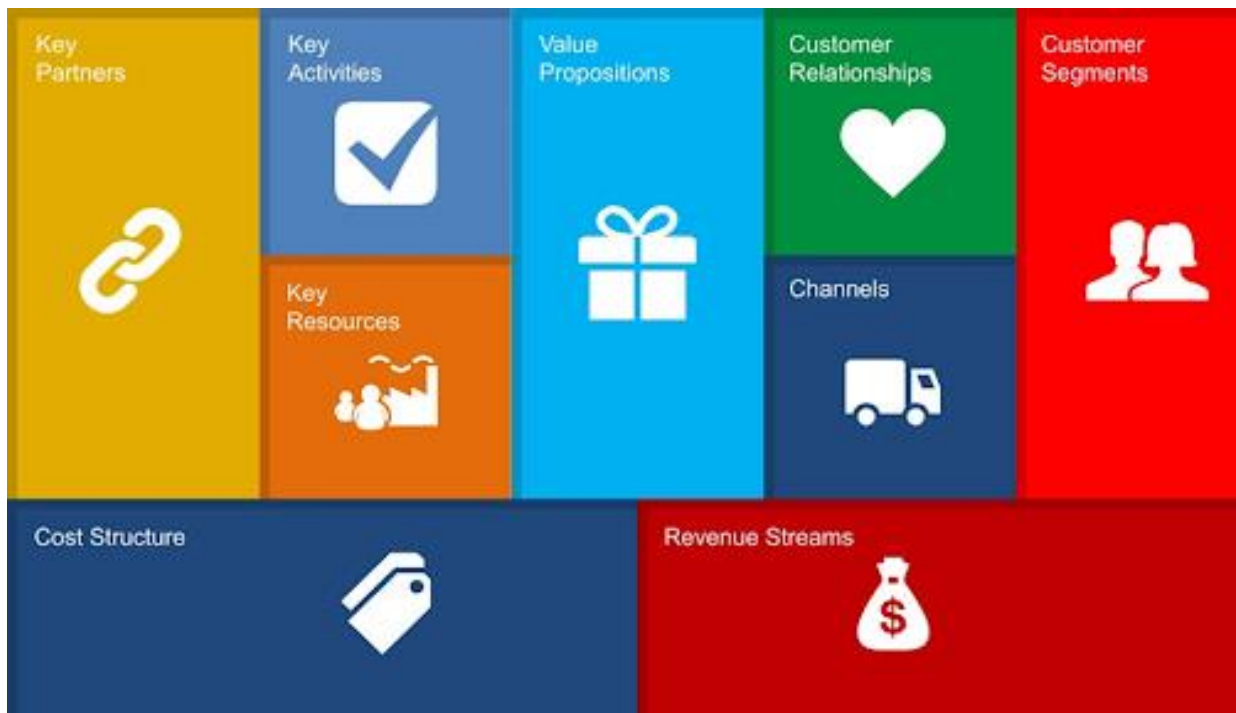 Key
Partners
Key
Activities
Key
Resources
Value
Propositions
Customer
Relationships
Channels
Customer
Segments
Cost Structure
Revenue Streams
$